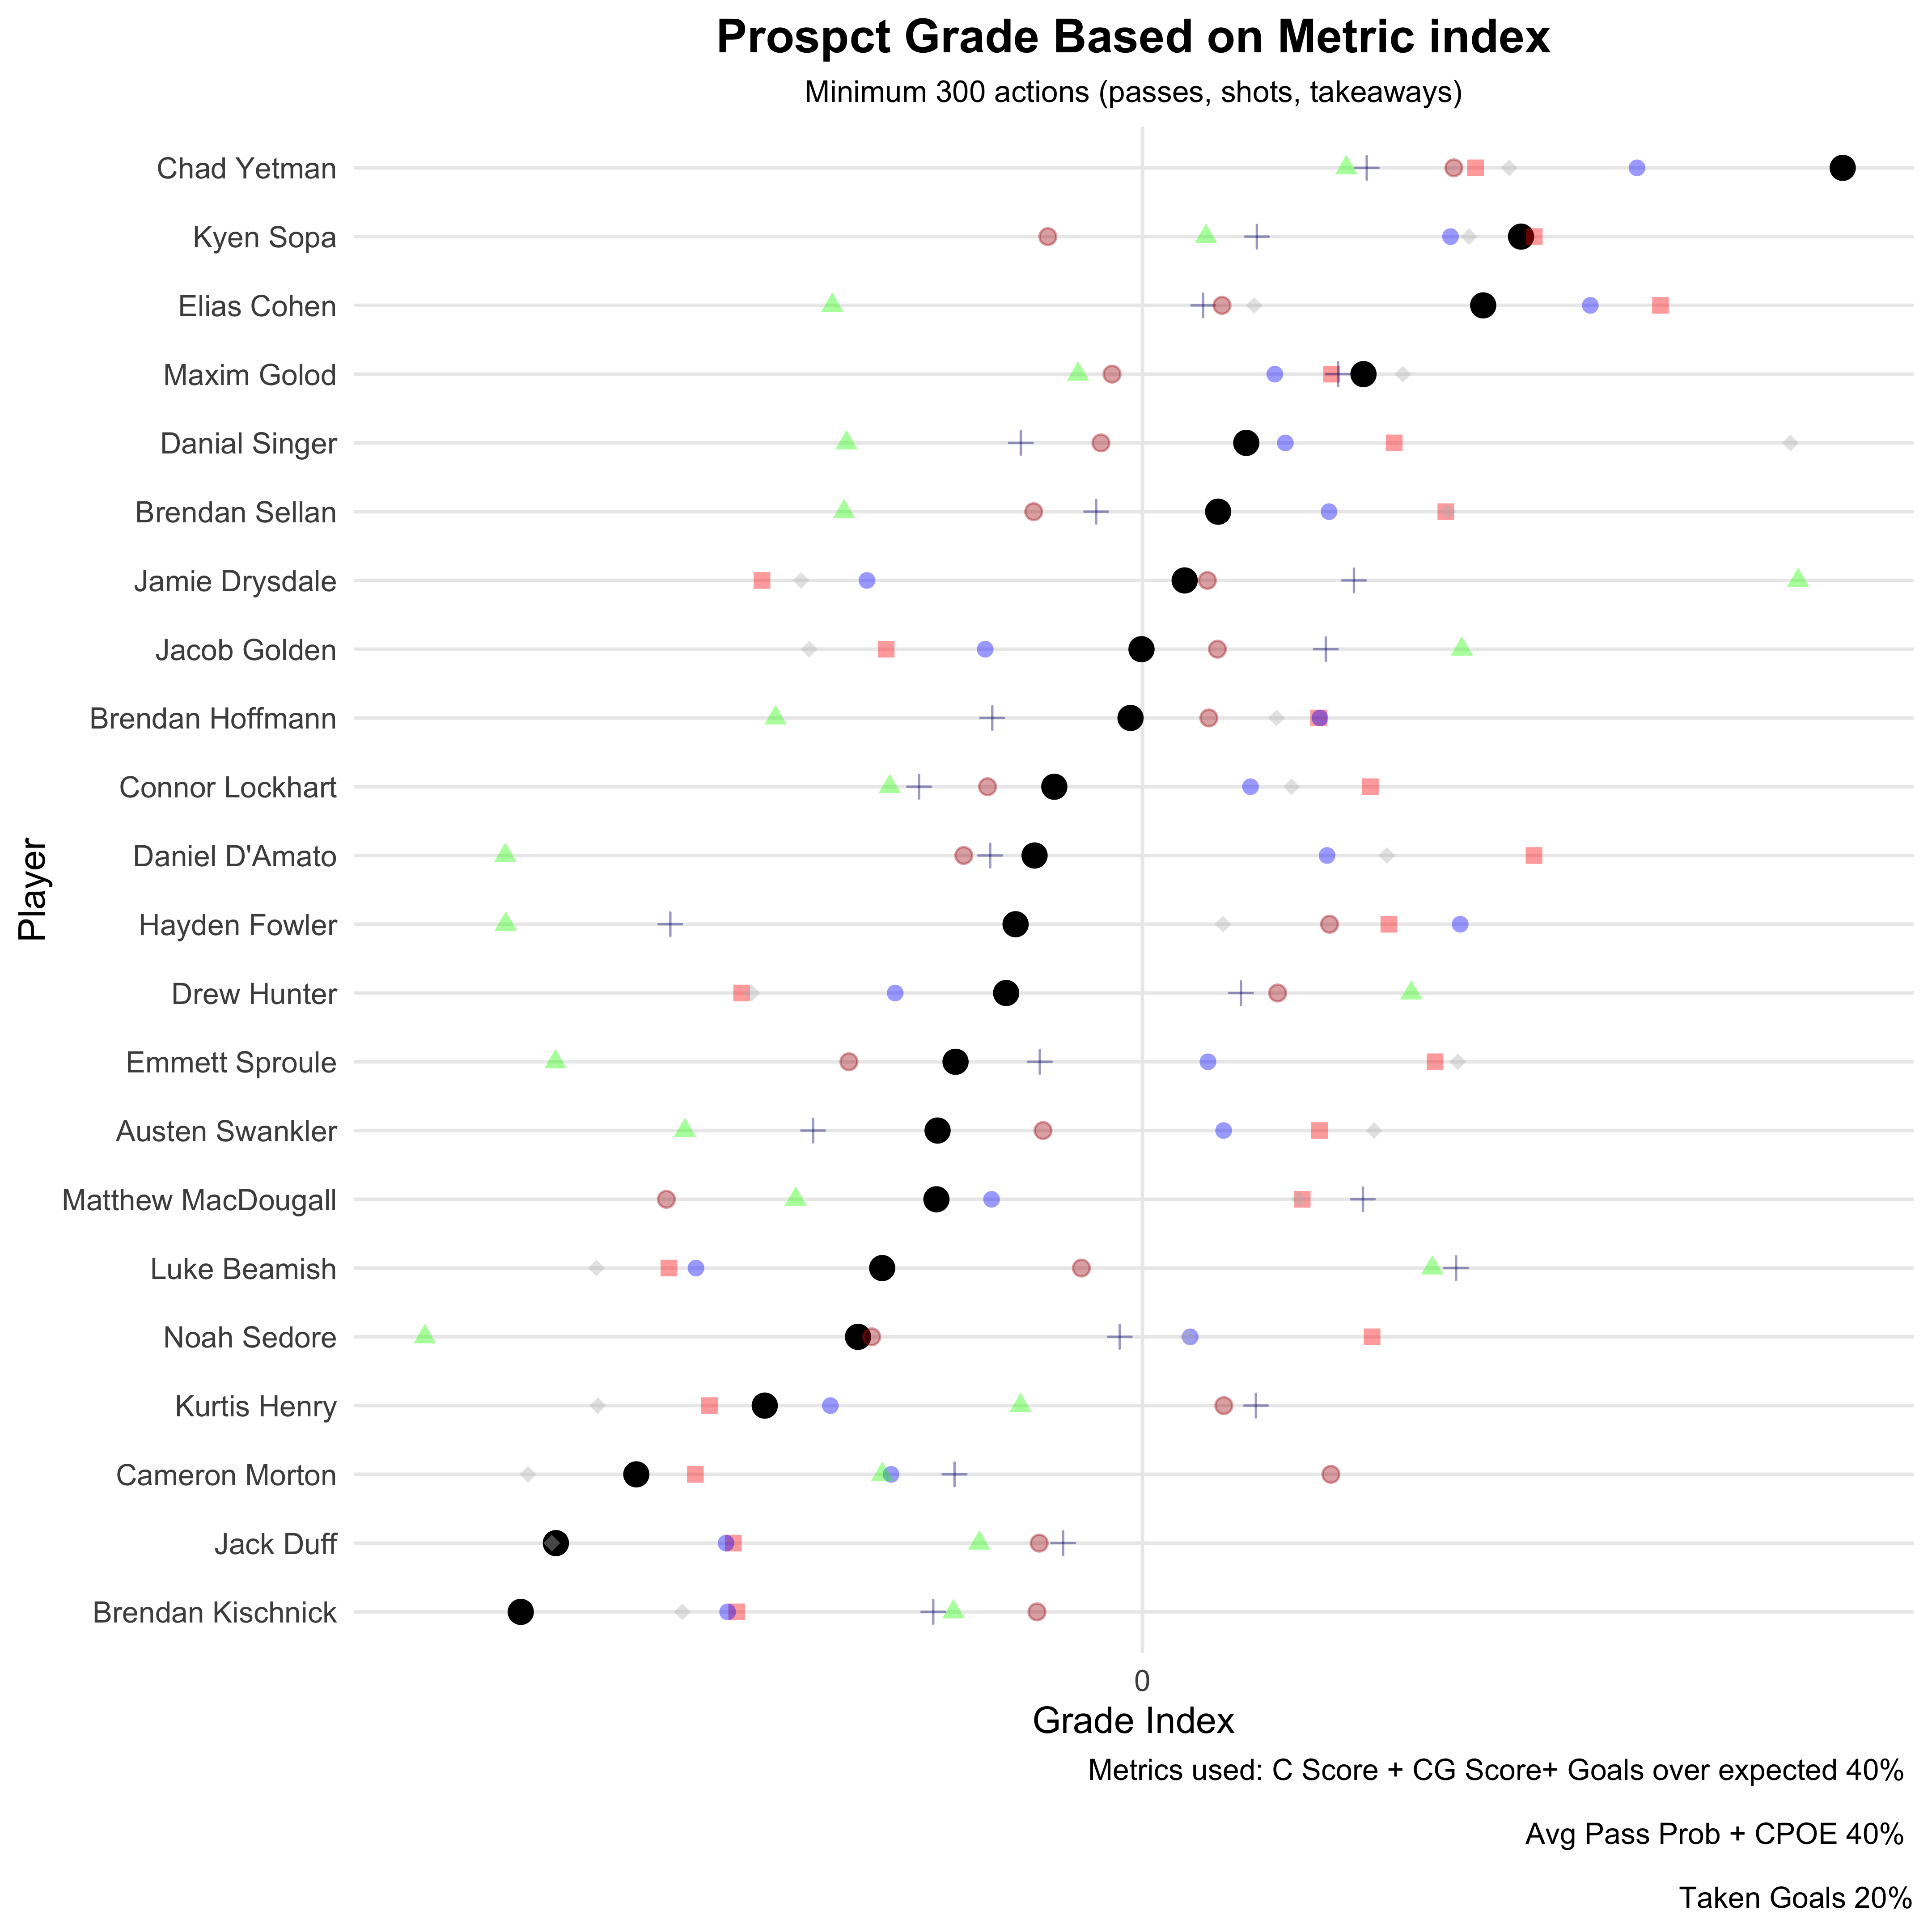 Prospct Grade Based on Metric index
Minimum 300 actions (passes, shots, takeaways)
Player
Chad Yetman
Kyen Sopa
Elias Cohen
Maxim Golod
Danial Singer
Brendan Sellan
Jamie Drysdale
Jacob Golden
Brendan Hoffmann
Connor Lockhart
Daniel D'Amato
Hayden Fowler
Drew Hunter
Emmett Sproule
Austen Swankler
Matthew MacDougall
Luke Beamish
Noah Sedore
Kurtis Henry
Cameron Morton
Jack Duff
Brendan Kischnick
0
Grade Index
Metrics used: C Score + CG Score+ Goals over expected 40%
Avg Pass Prob + CPOE 40%
Taken Goals 20%